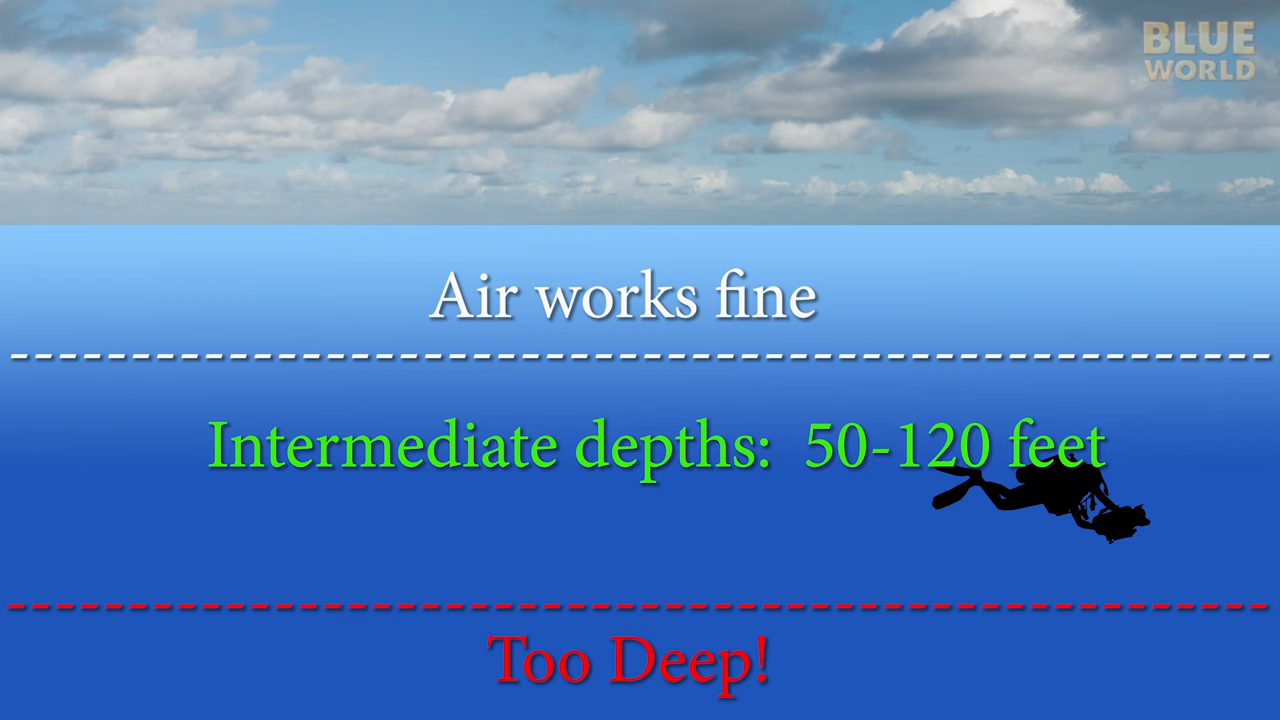 BLUE
WORLD
Air works fine
Intermediate depths:  50-120 feet
Too Deep!